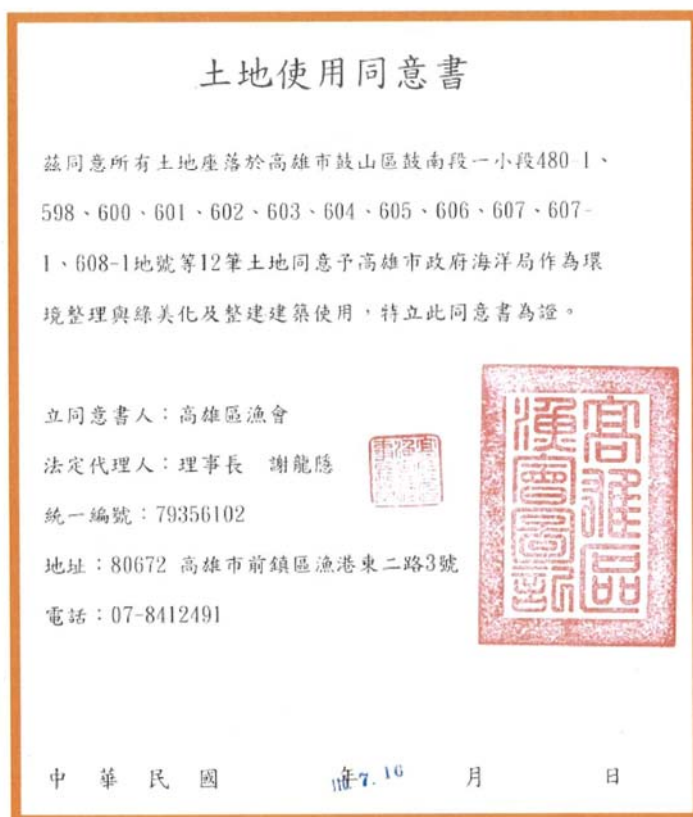 土地使用同意書
茲同意所有土地座落於高雄市鼓山區鼓南段一小段480-1、
598、600、601、602、603、604、605、606、607、607-
1、608-1地號等12筆土地同意予高雄市政府海洋局作為環
境整理與綠美化及整建建築使用,特立此同意書為證。
立同意書人:高雄區漁會
法定代理人:理事長 謝龍隱
統一編號:79356102
地址:80672 高雄市前鎮區漁港東二路3號
電話:07-8412491
高雄區
漁會圖記
中華民國 110.7.16 年 月 日